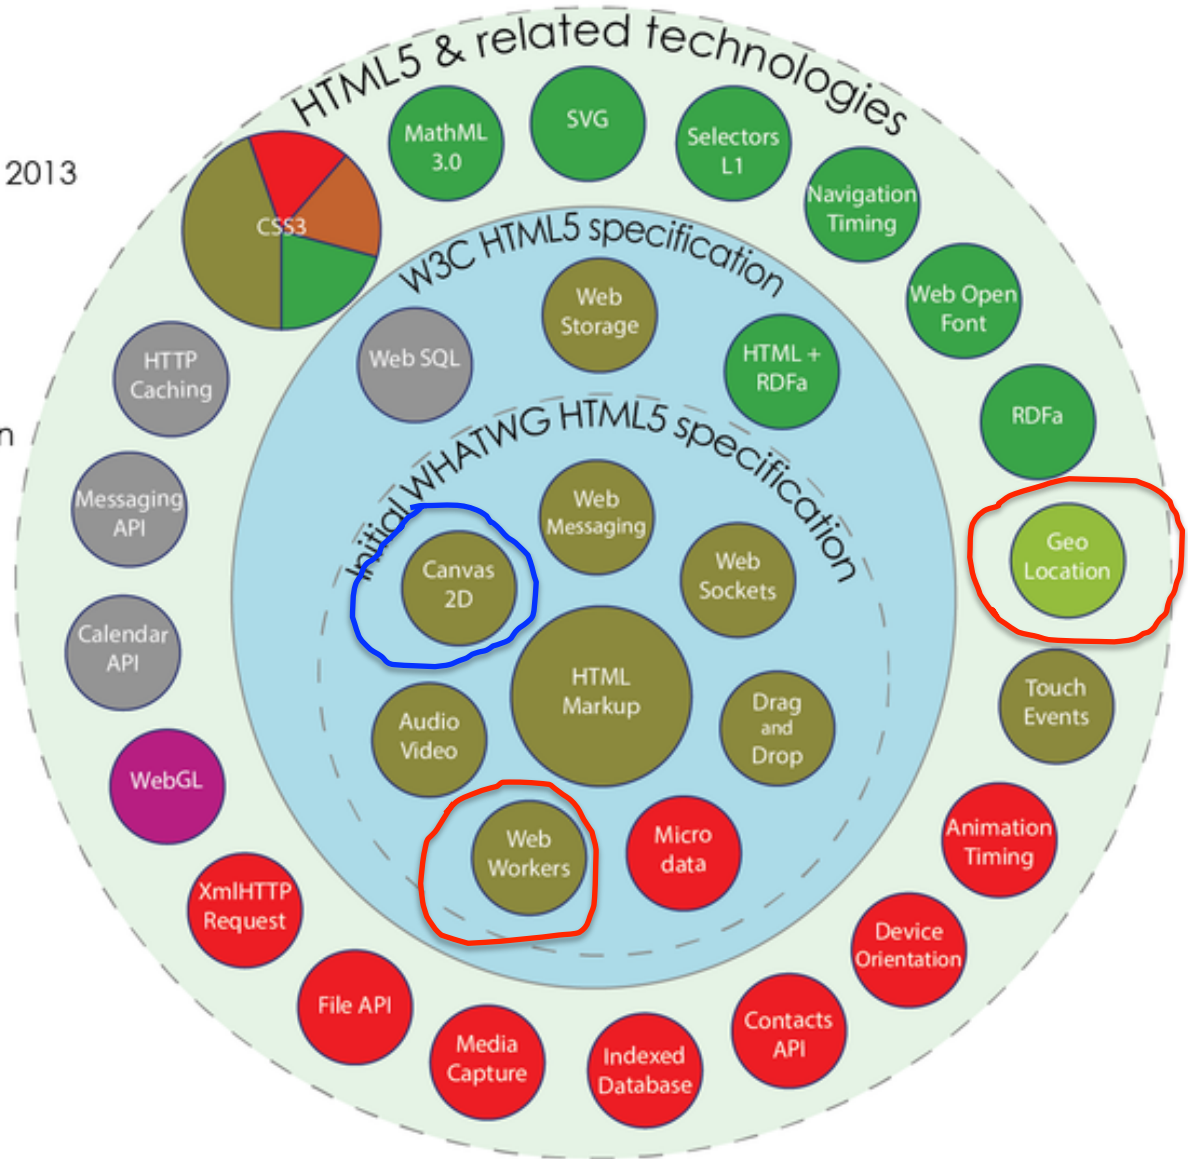 HTML5 & related technologies
2013
MathML
3.0
SVG
Selectors
L1
Navigation
Timing
CSS3
Web Open
Font
W3C HTML5 specification
Web
Storage
Web SQL
HTML +
RDFa
HTTP
Caching
RDFa
n
Initial WHATWG HTML5 specification
Messaging
API
Web
Messaging
Geo
Location
Canvas
2D
Web
Sockets
Calendar
API
HTML
Markup
Touch
Events
Audio
Video
Drag
and
Drop
WebGL
Web
Workers
Micro
data
Animation
Timing
XmlHTTP
Request
Device
Orientation
File API
Media
Capture
Indexed
Database
Contacts
API